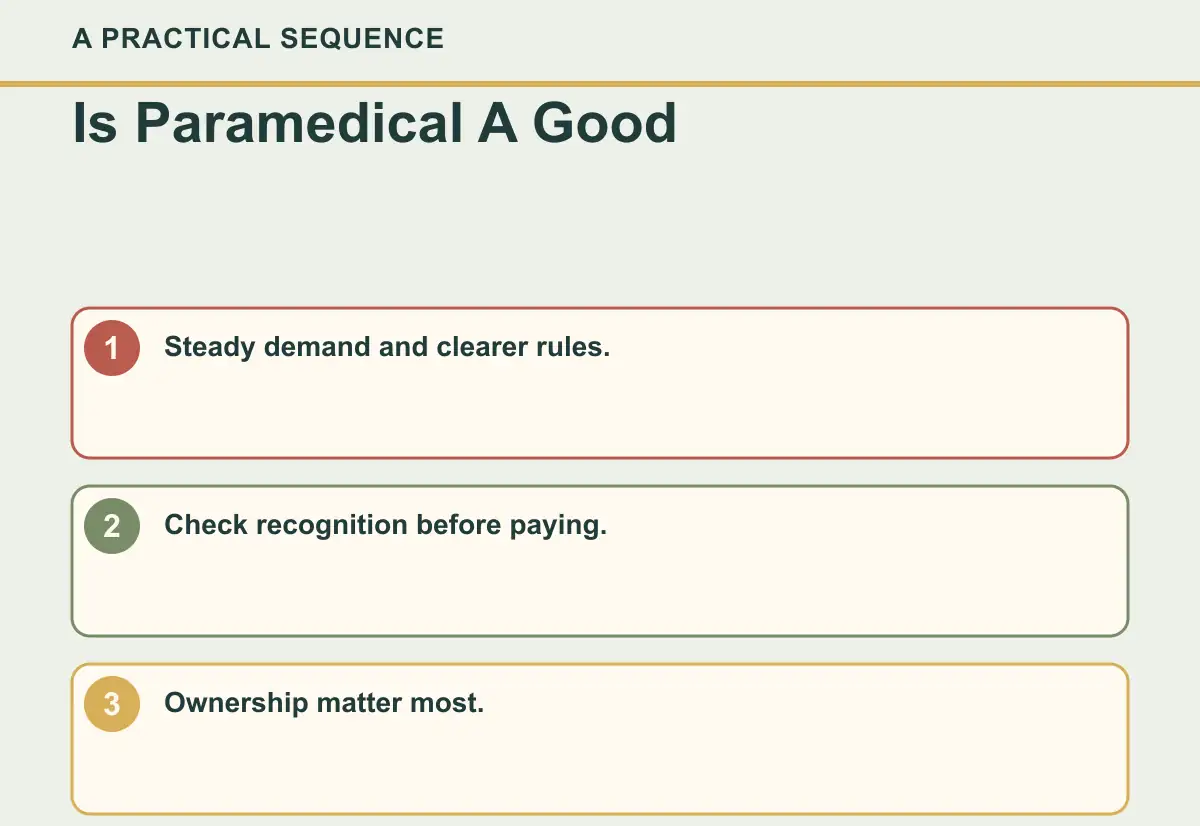 A PRACTICAL SEQUENCE
Is Paramedical A Good
1 Steady demand and clearer rules.
2 Check recognition before paying.
3 Ownership matter most.